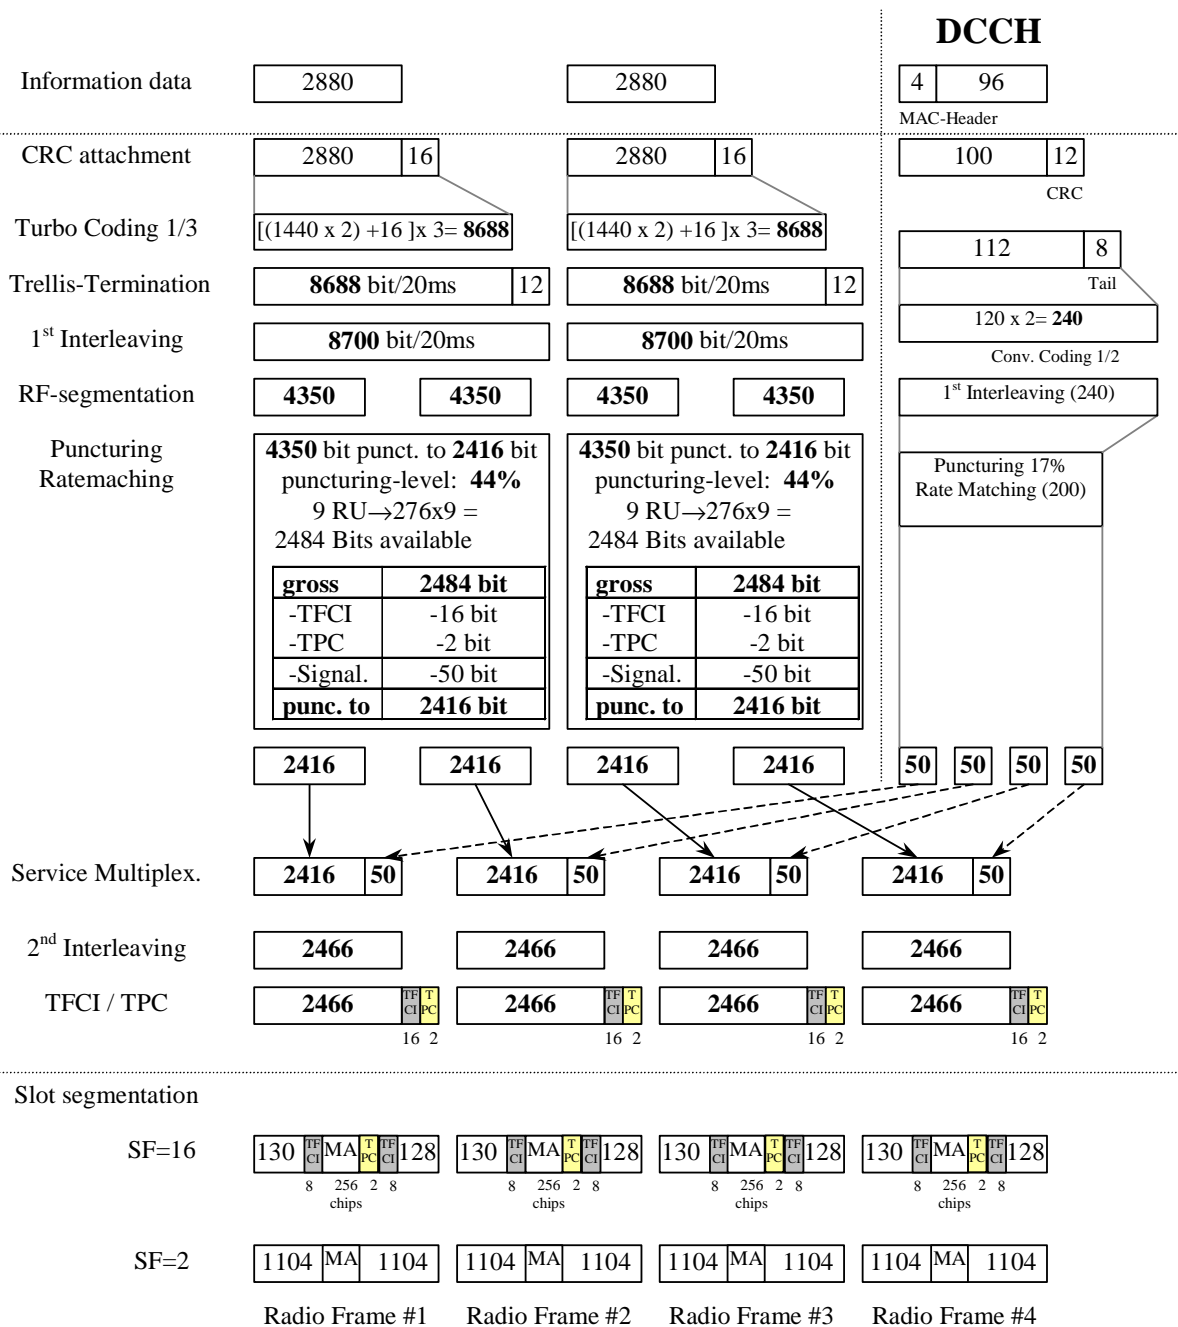 DCCH
Information data 2880 2880 4 96
MAC-Header
CRC attachment 2880 16 2880 16 100 12
CRC
Turbo Coding 1/3 [(1440 x 2) +16 ]x 3= 8688 [(1440 x 2) +16 ]x 3= 8688
112 8
Tail
Trellis-Termination 8688 bit/20ms 12 8688 bit/20ms 12
120 x 2= 240
Conv. Coding 1/2
1st Interleaving 8700 bit/20ms 8700 bit/20ms
RF-segmentation 4350 4350 4350 4350 1st Interleaving (240)
Puncturing
Ratemaching
4350 bit punct. to 2416 bit
puncturing-level: 44%
9 RU→276x9 =
2484 Bits available
gross 2484 bit
-TFCI -16 bit
-TPC -2 bit
-Signal. -50 bit
punc. to 2416 bit
4350 bit punct. to 2416 bit
puncturing-level: 44%
9 RU→276x9 =
2484 Bits available
gross 2484 bit
-TFCI -16 bit
-TPC -2 bit
-Signal. -50 bit
punc. to 2416 bit
Puncturing 17%
Rate Matching (200)
2416 2416 2416 2416 50 50 50 50
Service Multiplex. 2416 50 2416 50 2416 50 2416 50
2nd Interleaving 2466 2466 2466 2466
TFCI / TPC 2466 TF CI T PC 2466 TF CI T PC 2466 TF CI T PC 2466 TF CI T PC
16 2 16 2 16 2 16 2
Slot segmentation
SF=16 130 TF CI MA T PC TF CI 128 130 TF CI MA T PC TF CI 128 130 TF CI MA T PC TF CI 128 130 TF CI MA T PC TF CI 128
8 256 2 8 8 256 2 8 8 256 2 8 8 256 2 8
chips chips chips chips
SF=2 1104 MA 1104 1104 MA 1104 1104 MA 1104 1104 MA 1104
Radio Frame #1 Radio Frame #2 Radio Frame #3 Radio Frame #4